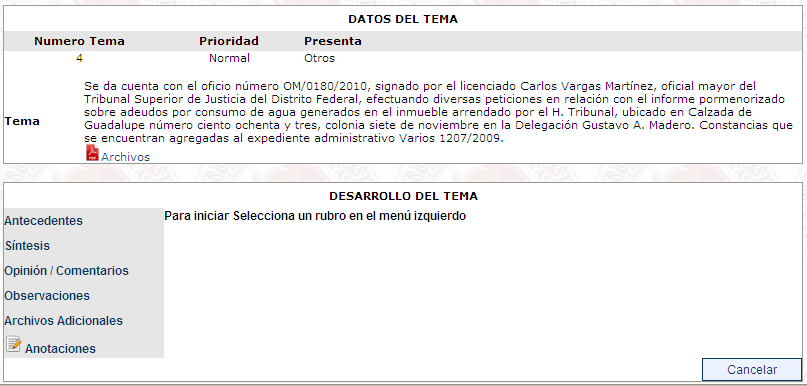 DATOS DEL TEMA
Numero Tema Prioridad Presenta
4 Normal Otros
Tema
Se da cuenta con el oficio número OM/0180/2010, signado por el licenciado Carlos Vargas Martínez, oficial mayor del
Tribunal Superior de Justicia del Distrito Federal, efectuando diversas peticiones en relación con el informe pormenorizado
sobre adeudos por consumo de agua generados en el inmueble arrendado por el H. Tribunal, ubicado en Calzada de
Guadalupe número ciento ochenta y tres, colonia siete de noviembre en la Delegación Gustavo A. Madero. Constancias que
se encuentran agregadas al expediente administrativo Varios 1207/2009.
Archivos
DESARROLLO DEL TEMA
Antecedentes
Síntesis
Opinión / Comentarios
Observaciones
Archivos Adicionales
Anotaciones
Para iniciar Selecciona un rubro en el menú izquierdo
Cancelar